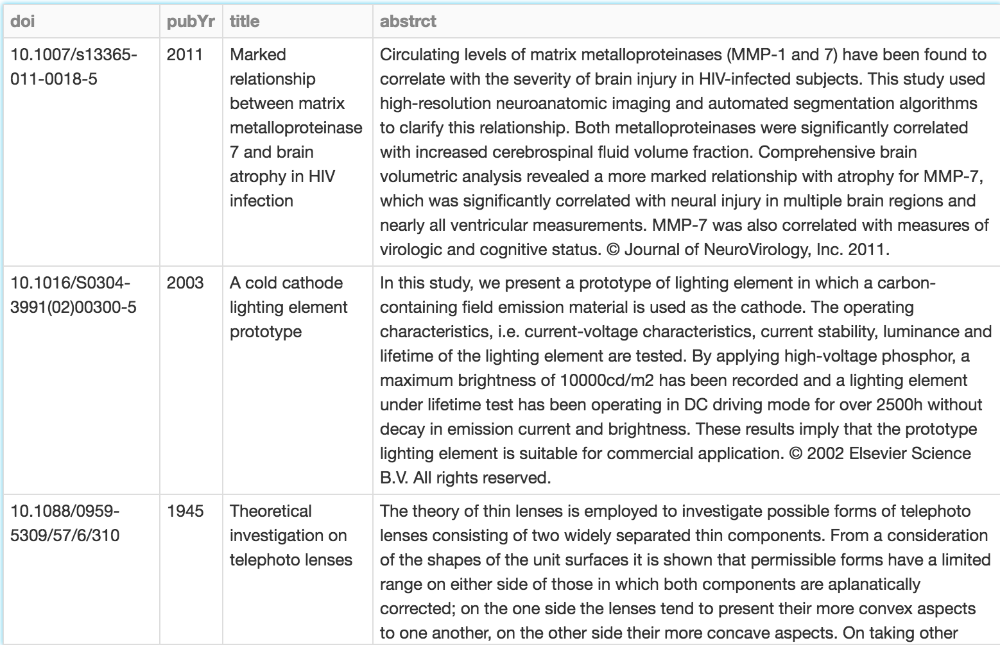 doi pubYr title abstrct
10.1007/s13365-
011-0018-5
2011
Marked
relationship
between matrix
metalloproteinase
7 and brain
atrophy in HIV
infection
Circulating levels of matrix metalloproteinases (MMP-1 and 7) have been found to
correlate with the severity of brain injury in HIV-infected subjects. This study used
high-resolution neuroanatomic imaging and automated segmentation algorithms
to clarify this relationship. Both metalloproteinases were significantly correlated
with increased cerebrospinal fluid volume fraction. Comprehensive brain
volumetric analysis revealed a more marked relationship with atrophy for MMP-7,
which was significantly correlated with neural injury in multiple brain regions and
nearly all ventricular measurements. MMP-7 was also correlated with measures of
virologic and cognitive status. © Journal of NeuroVirology, Inc. 2011.
10.1016/S0304-
3991(02)00300-5
2003
A cold cathode
lighting element
prototype
In this study, we present a prototype of lighting element in which a carbon-
containing field emission material is used as the cathode. The operating
characteristics, i.e. current-voltage characteristics, current stability, luminance and
lifetime of the lighting element are tested. By applying high-voltage phosphor, a
maximum brightness of 10000cd/m2 has been recorded and a lighting element
under lifetime test has been operating in DC driving mode for over 2500h without
decay in emission current and brightness. These results imply that the prototype
lighting element is suitable for commercial application. © 2002 Elsevier Science
B.V. All rights reserved.
10.1088/0959-
5309/57/6/310
1945
Theoretical
investigation on
telephoto lenses
The theory of thin lenses is employed to investigate possible forms of telephoto
lenses consisting of two widely separated thin components. From a consideration
of the shapes of the unit surfaces it is shown that permissible forms have a limited
range on either side of those in which both components are aplanatically
corrected; on the one side the lenses tend to present their more convex aspects
to one another, on the other side their more concave aspects. On taking other